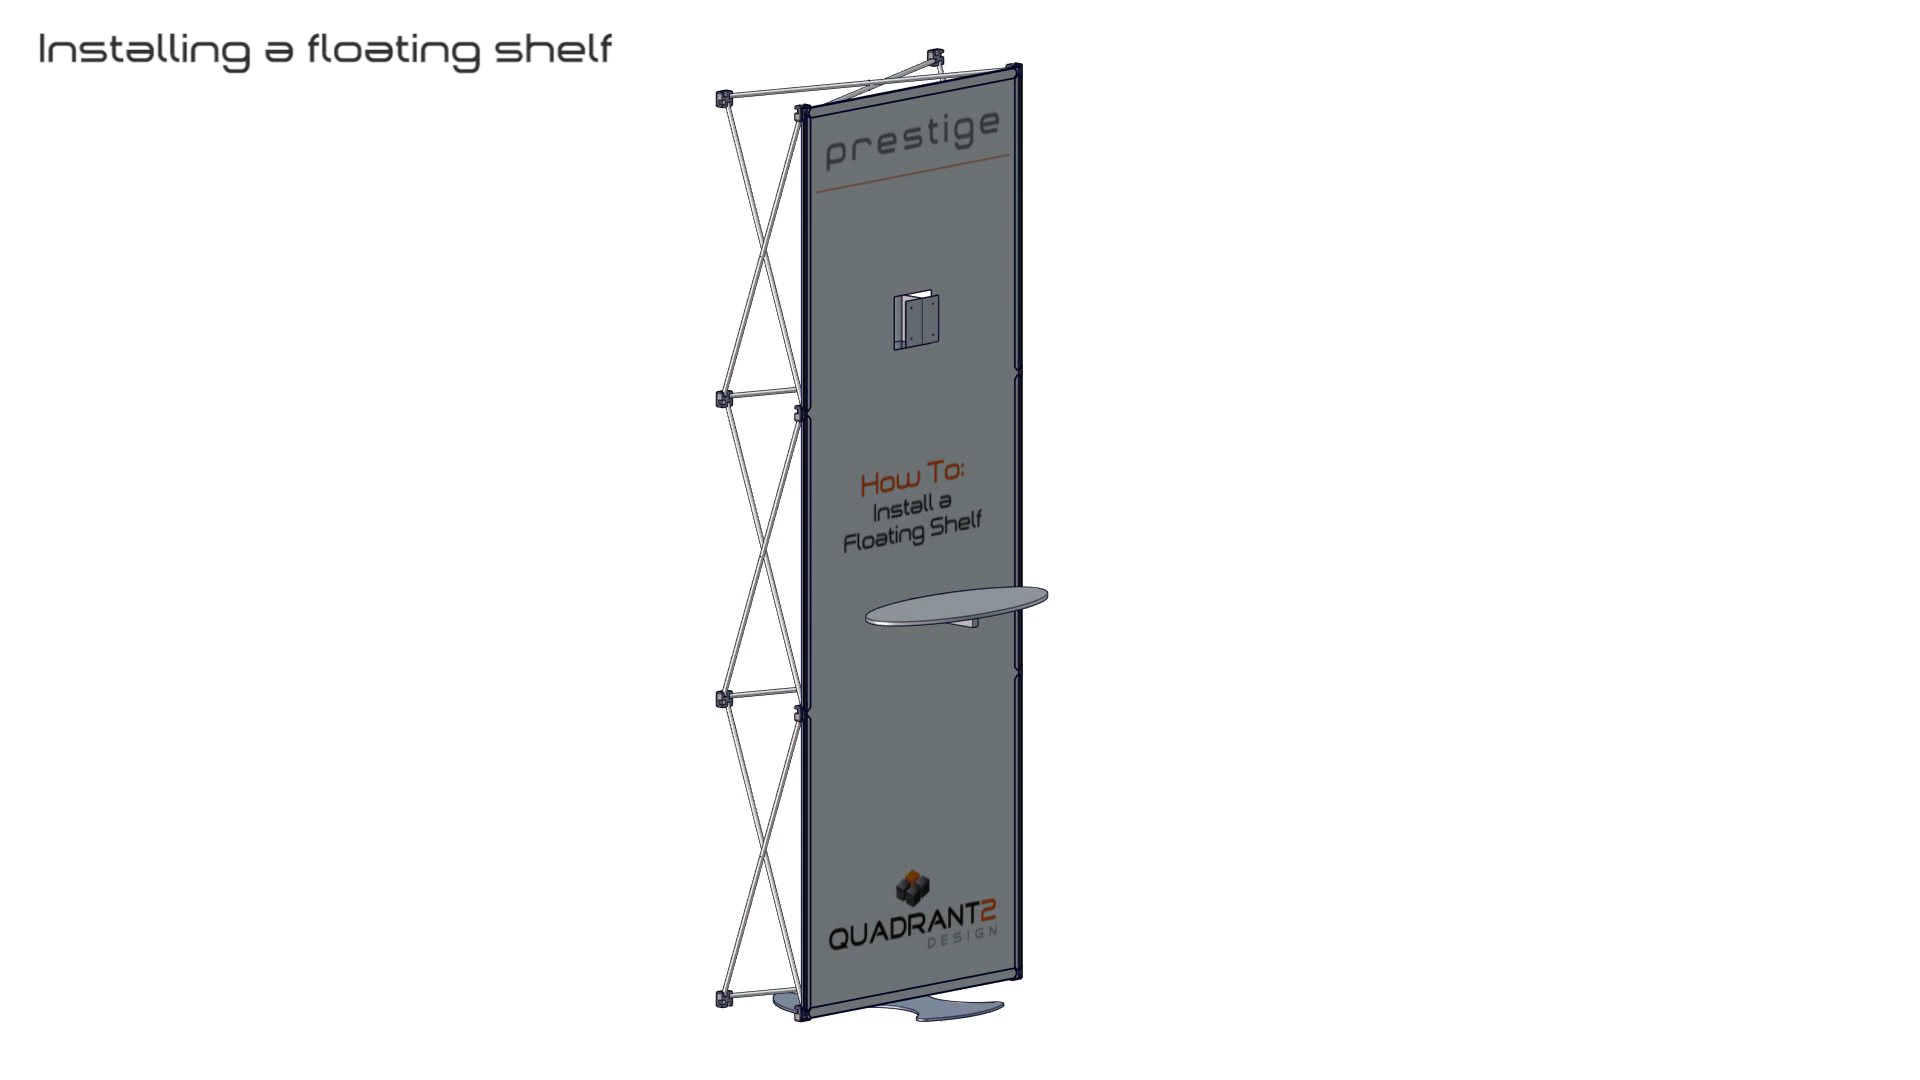 Installing a floating shelf
prestige
How To:
Install a
Floating Shelf
QUADRANT2
DESIGN